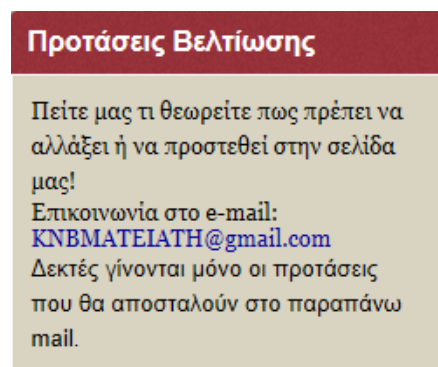 Προτάσεις Βελτίωσης
Πείτε μας τι θεωρείτε πως πρέπει να
αλλάξει ή να προστεθεί στην σελίδα
μας!
Επικοινωνία στο e-mail:
KNBMATEIATH@gmail.com
Δεκτές γίνονται μόνο οι προτάσεις
που θα αποσταλούν στο παραπάνω
mail.